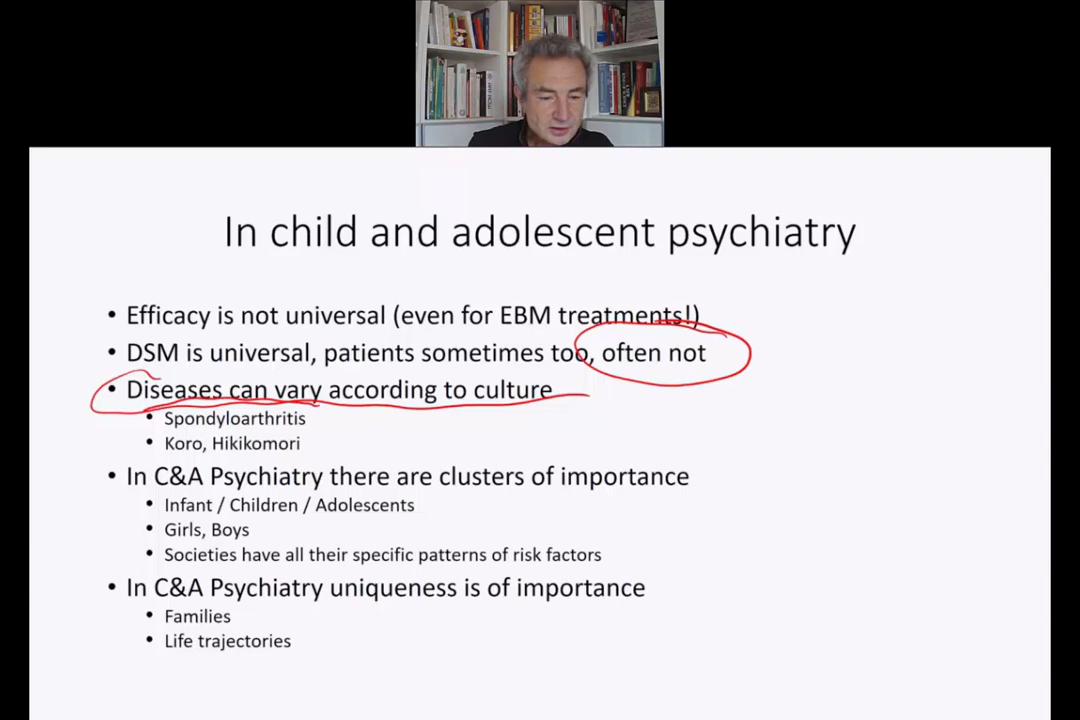 In child and adolescent psychiatry
• Efficacy is not universal (even for EBM treatments!)
• DSM is universal, patients sometimes too, often not
• Diseases can vary according to culture
• Spondyloarthritis
• Koro, Hikikomori
• In C&A Psychiatry there are clusters of importance
• Infant / Children / Adolescents
• Girls, Boys
• Societies have all their specific patterns of risk factors
• In C&A Psychiatry uniqueness is of importance
• Families
• Life trajectories